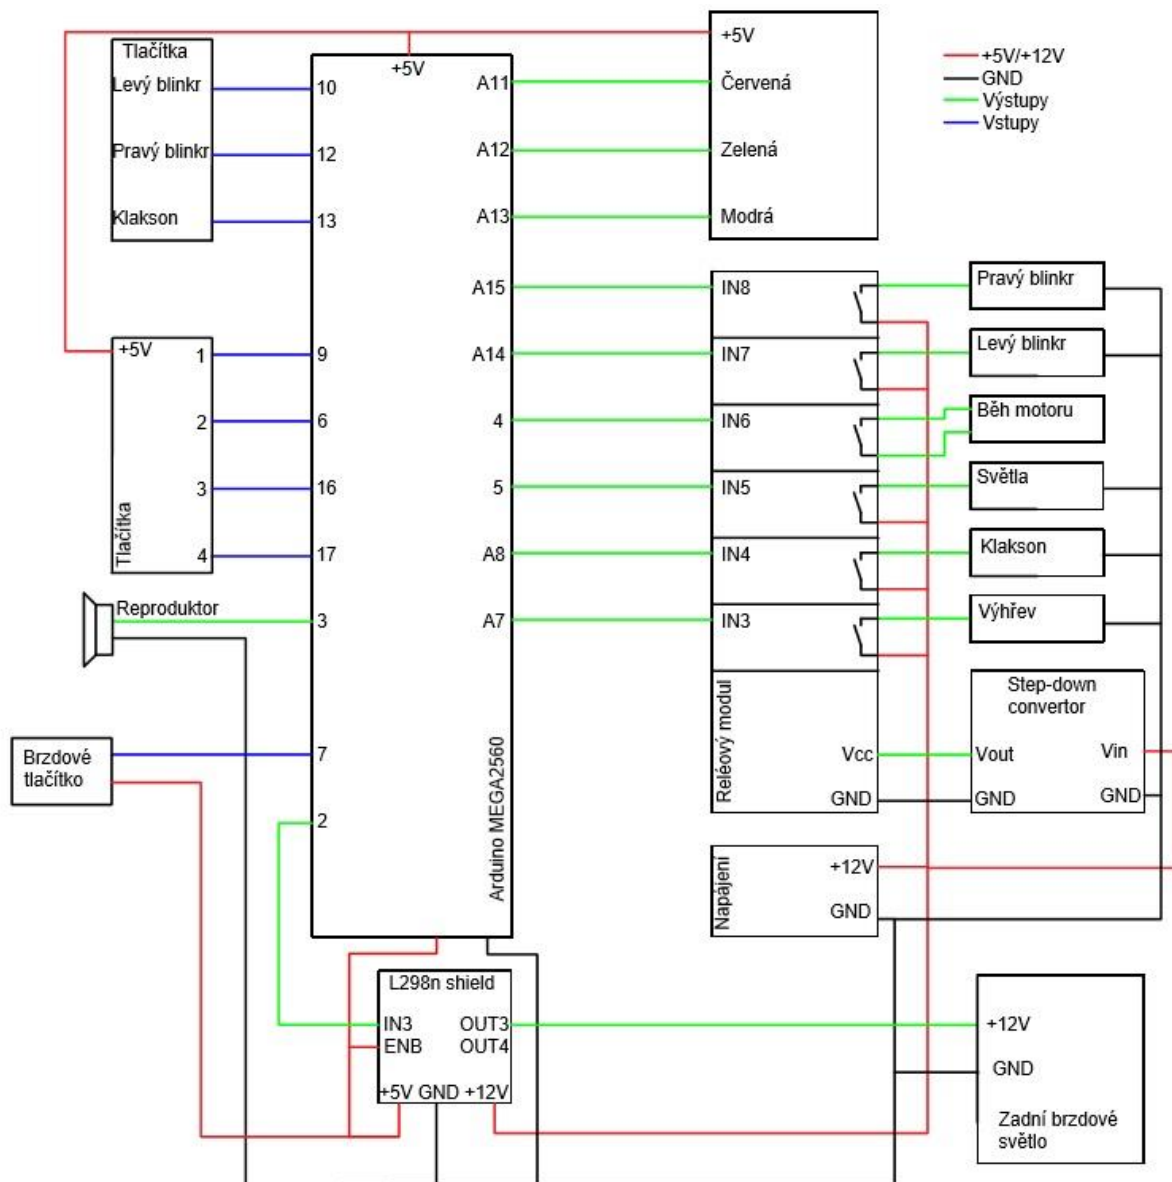 Tlačítka
Levý blinkr
Pravý blinkr
Klakson
+5V
10
12
13
9
6
16
17
3
7
2
A11
A12
A13
A15
A14
4
5
A8
A7
Arduino MEGA2560
+5V
Červená
Zelená
Modrá
+5V/+12V
GND
Výstupy
Vstupy
+5V
1
2
3
4
Tlačítka
Reproduktor
Brzdové
tlačítko
IN8
IN7
IN6
IN5
IN4
IN3
Reléový modul
Vcc
GND
Pravý blinkr
Levý blinkr
Běh motoru
Světla
Klakson
Výhřev
Step-down
convertor
Vout
Vin
GND
GND
Napájení
+12V
GND
L298n shield
IN3
OUT3
ENB
OUT4
+5V GND +12V
+12V
GND
Zadní brzdové
světlo